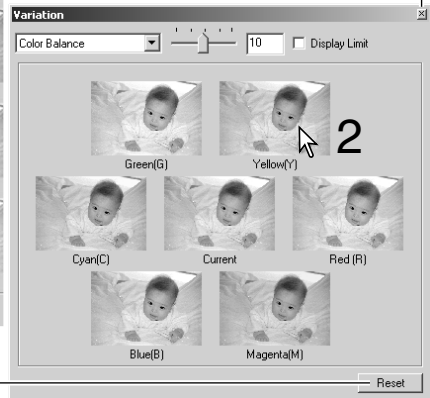 Variation
Color Balance 10 Display Limit
2
Green(G) Yellow(Y)
Cyan(C) Current Red (R)
Blue(B) Magenta(M)
Reset